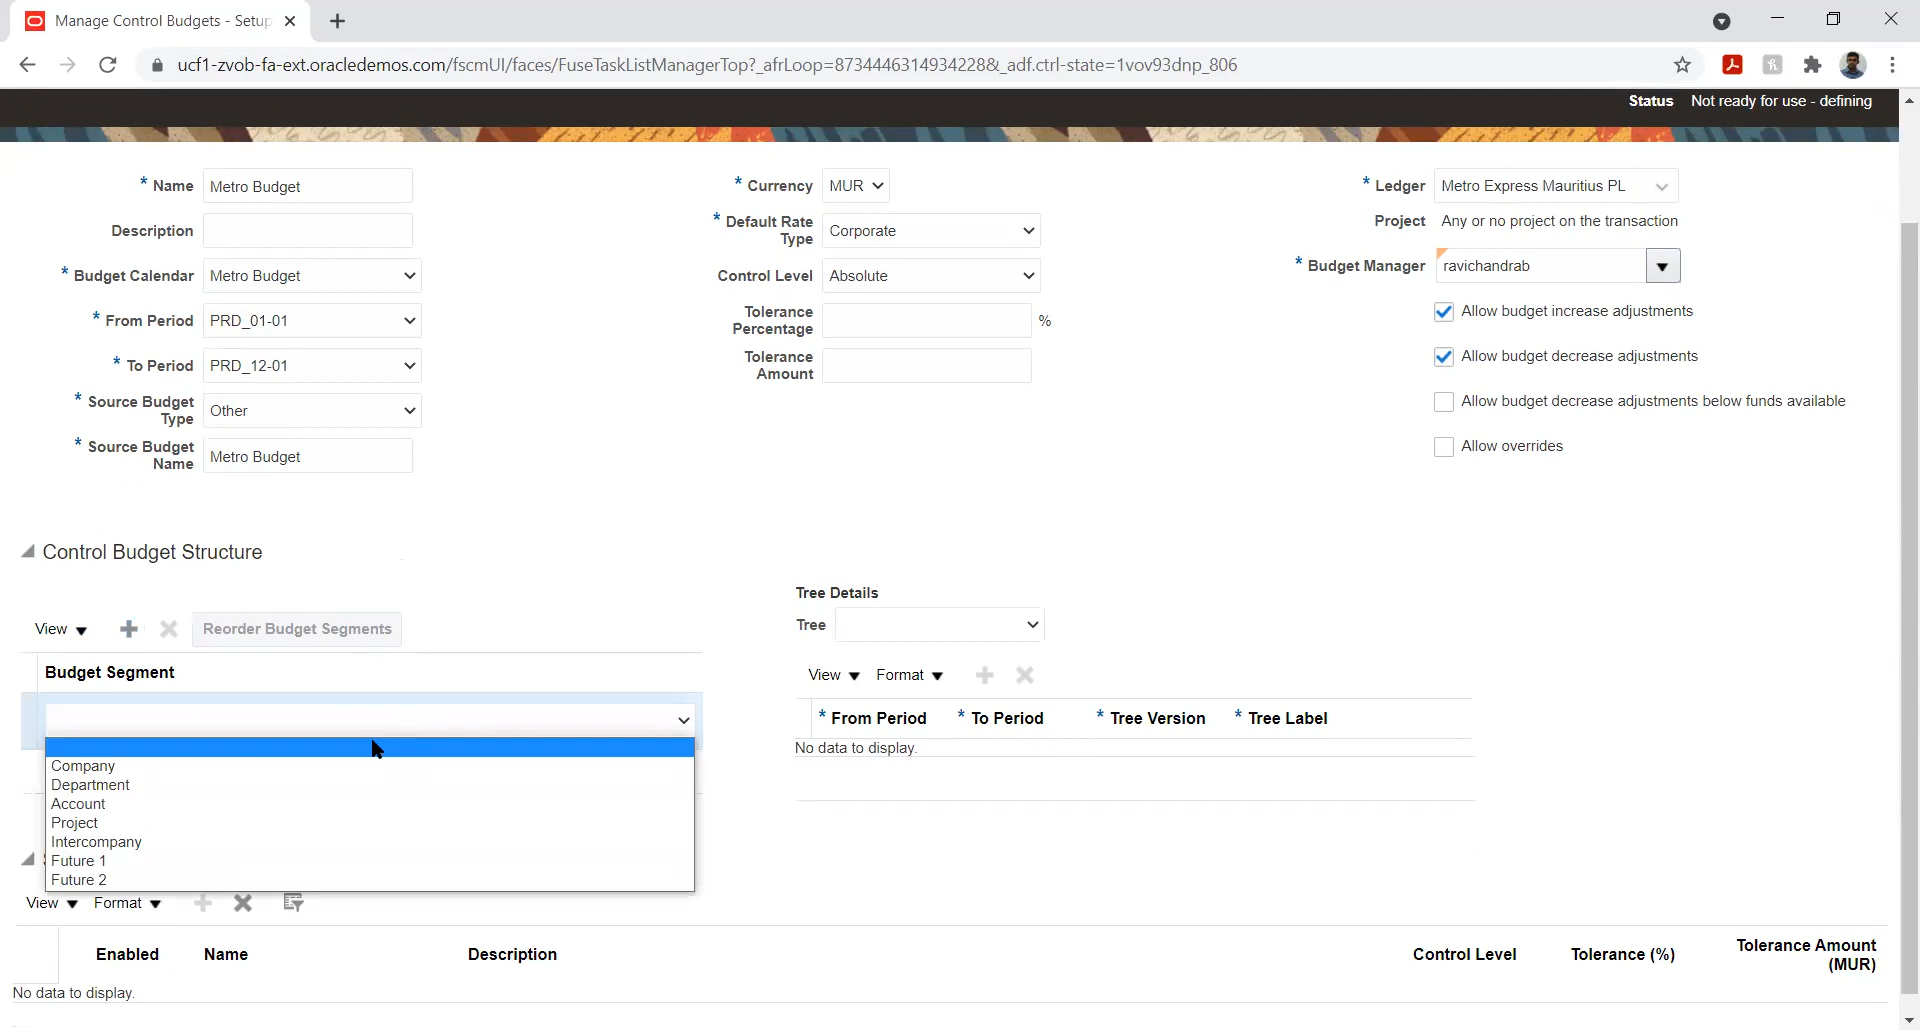 Manage Control Budgets - Setup
ucf1-zvob-fa-ext.oracledemos.com/fscmUI/faces/FuseTaskListManagerTop?_afrLoop=87344463149342288&_adf.ctrl-state=1vov93dnp_806
Status Not ready for use - defining
* Name Metro Budget
Description
* Budget Calendar Metro Budget
* From Period PRD_01-01
* To Period PRD_12-01
* Source Budget Type Other
* Source Budget Name Metro Budget
* Currency MUR
* Default Rate Type Corporate
Control Level Absolute
Tolerance Percentage %
Tolerance Amount
* Ledger Metro Express Mauritius PL
Project Any or no project on the transaction
* Budget Manager ravichandrab
Allow budget increase adjustments
Allow budget decrease adjustments
Allow budget decrease adjustments below funds available
Allow overrides
Control Budget Structure
View Reorder Budget Segments
Budget Segment
Company
Department
Account
Project
Intercompany
Future 1
Future 2
Tree Details
Tree
View Format
* From Period * To Period * Tree Version * Tree Label
No data to display.
View Format
Enabled Name Description Control Level Tolerance (%) Tolerance Amount (MUR)
No data to display.